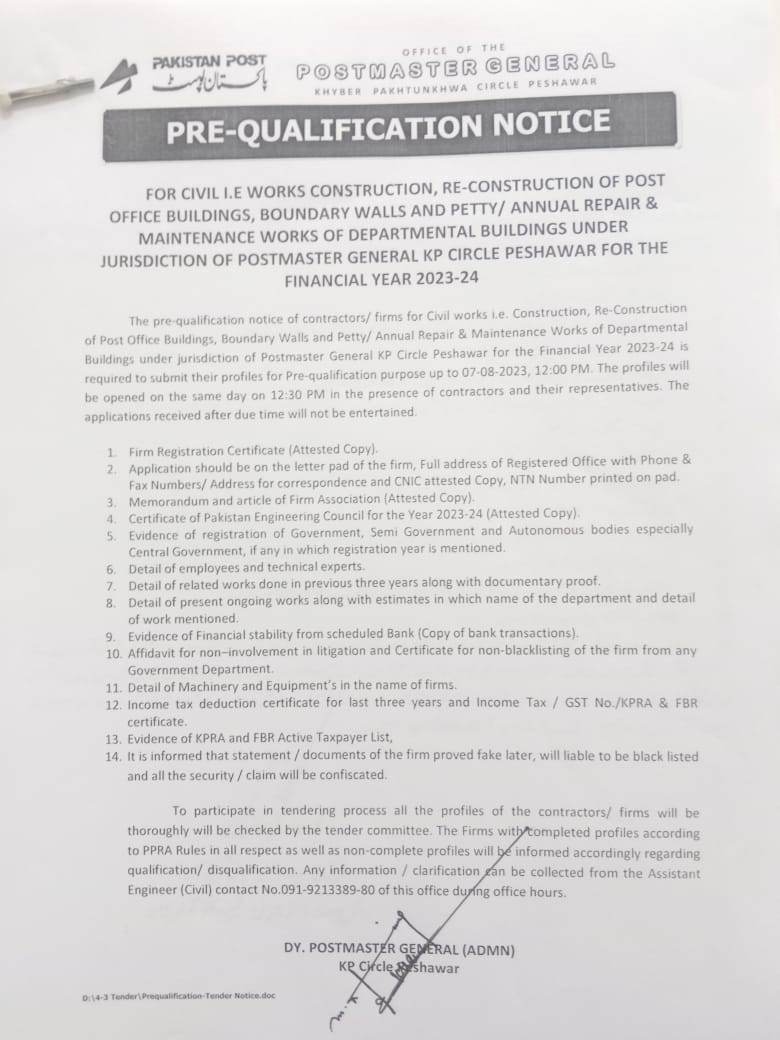 PAKISTAN POST
پاکستان پوسٹ
OFFICE OF THE
POSTMASTER GENERAL
KHYBER PAKHTUNKHWA CIRCLE PESHAWAR
PRE-QUALIFICATION NOTICE
FOR CIVIL I.E WORKS CONSTRUCTION, RE-CONSTRUCTION OF POST
OFFICE BUILDINGS, BOUNDARY WALLS AND PETTY/ ANNUAL REPAIR &
MAINTENANCE WORKS OF DEPARTMENTAL BUILDINGS UNDER
JURISDICTION OF POSTMASTER GENERAL KP CIRCLE PESHAWAR FOR THE
FINANCIAL YEAR 2023-24
The pre-qualification notice of contractors/ firms for Civil works i.e. Construction, Re-Construction
of Post Office Buildings, Boundary Walls and Petty/ Annual Repair & Maintenance Works of Departmental
Buildings under jurisdiction of Postmaster General KP Circle Peshawar for the Financial Year 2023-24 is
required to submit their profiles for Pre-qualification purpose up to 07-08-2023, 12:00 PM. The profiles will
be opened on the same day on 12:30 PM in the presence of contractors and their representatives. The
applications received after due time will not be entertained.
1. Firm Registration Certificate (Attested Copy).
2. Application should be on the letter pad of the firm, Full address of Registered Office with Phone &
Fax Numbers/ Address for correspondence and CNIC attested Copy, NTN Number printed on pad.
3. Memorandum and article of Firm Association (Attested Copy).
4. Certificate of Pakistan Engineering Council for the Year 2023-24 (Attested Copy).
5. Evidence of registration of Government, Semi Government and Autonomous bodies especially
Central Government, if any in which registration year is mentioned.
6. Detail of employees and technical experts.
7. Detail of related works done in previous three years along with documentary proof.
8. Detail of present ongoing works along with estimates in which name of the department and detail
of work mentioned.
9. Evidence of Financial stability from scheduled Bank (Copy of bank transactions).
10. Affidavit for non–involvement in litigation and Certificate for non-blacklisting of the firm from any
Government Department.
11. Detail of Machinery and Equipment's in the name of firms.
12. Income tax deduction certificate for last three years and Income Tax / GST No./KPRA & FBR
certificate.
13. Evidence of KPRA and FBR Active Taxpayer List,
14. It is informed that statement / documents of the firm proved fake later, will liable to be black listed
and all the security / claim will be confiscated.
To participate in tendering process all the profiles of the contractors/ firms will be
thoroughly will be checked by the tender committee. The Firms with completed profiles according
to PPRA Rules in all respect as well as non-complete profiles will be informed accordingly regarding
qualification/ disqualification. Any information / clarification can be collected from the Assistant
Engineer (Civil) contact No.091-9213389-80 of this office during office hours.
DY. POSTMASTER GENERAL (ADMN)
KP Circle Peshawar
D:\4-3 Tender\Prequalification-Tender Notice.doc